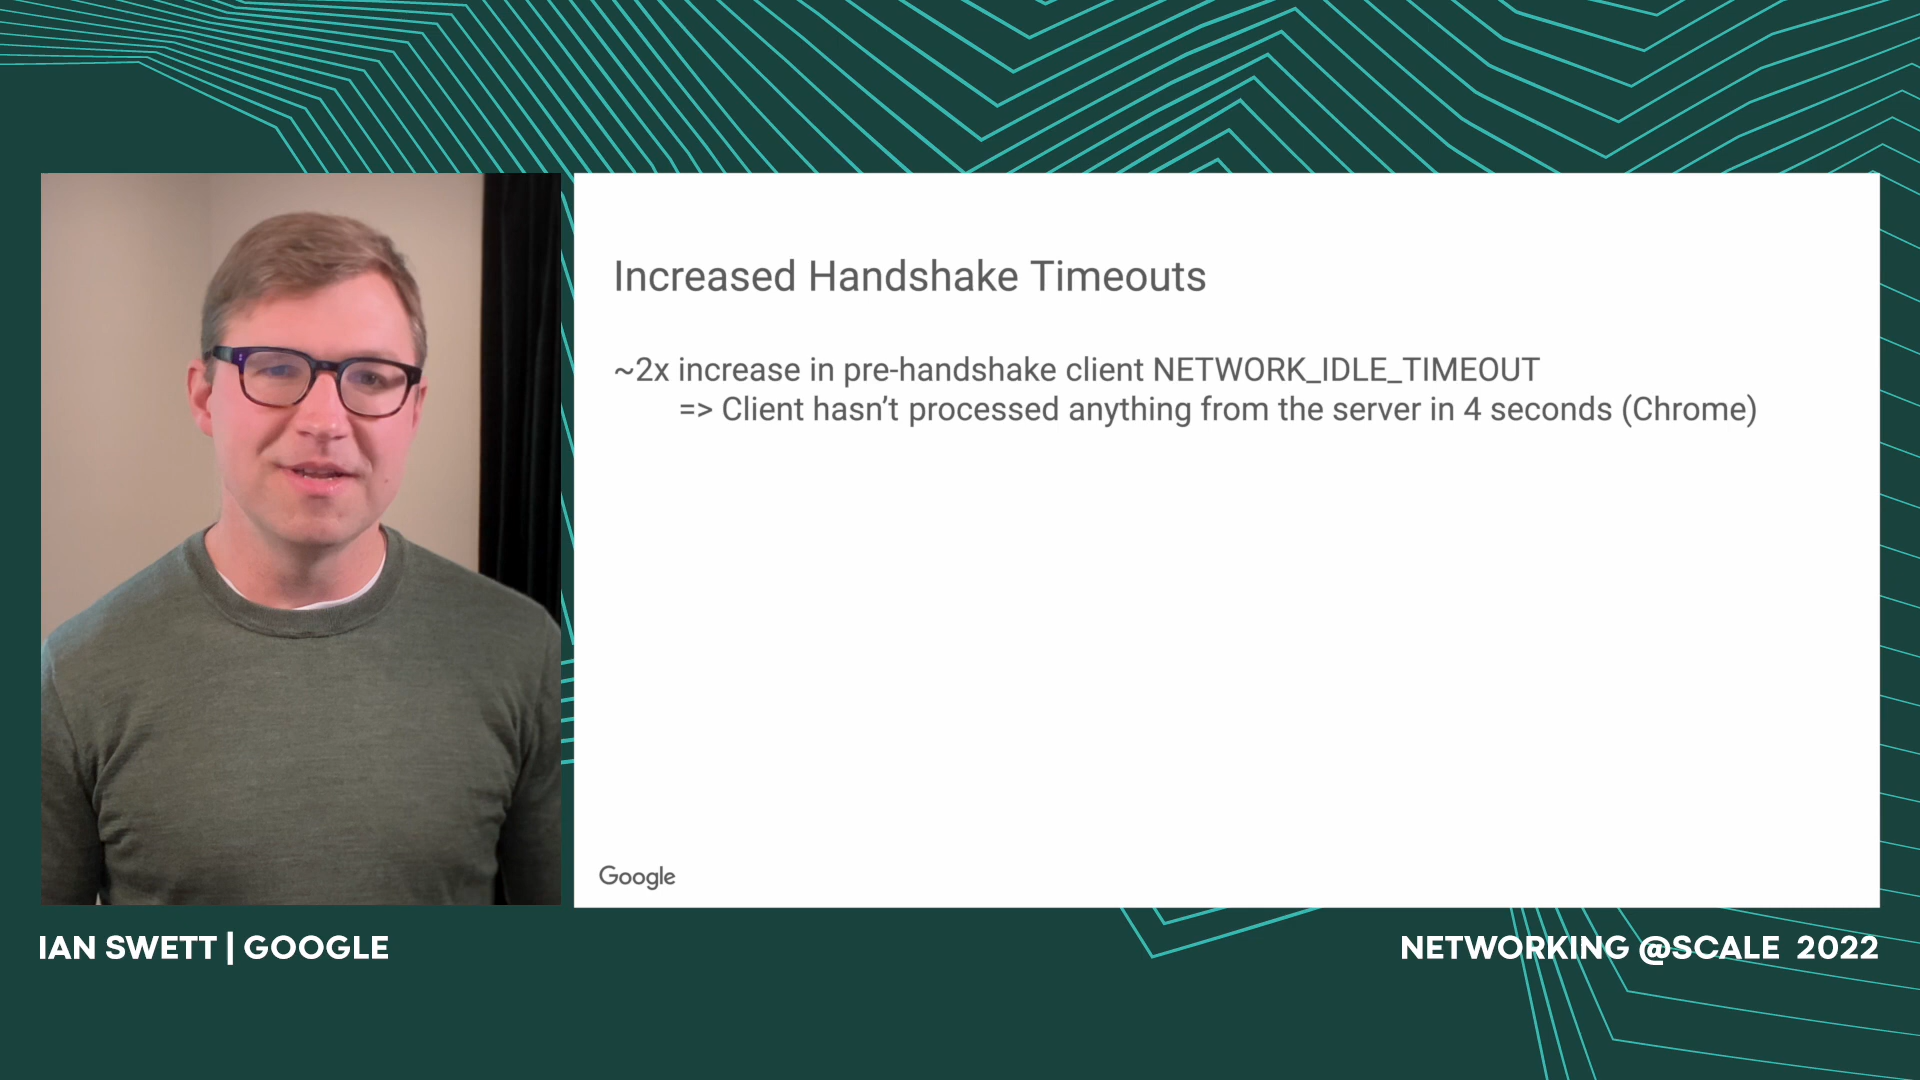 Increased Handshake Timeouts
~2x increase in pre-handshake client NETWORK_IDLE_TIMEOUT
=> Client hasn’t processed anything from the server in 4 seconds (Chrome)
Google
IAN SWETT | GOOGLE
NETWORKING @SCALE 2022